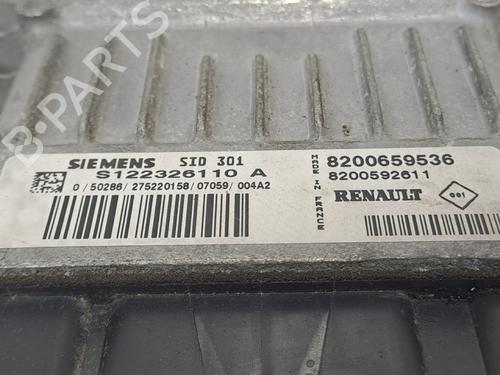 B-PARTS
SIEMENS SID 301
S122326110 A
0 / 50286/ 275220158/07059/ 004A2
MADE IN FRANCE
8200659536
8200592611
RENAULT
001